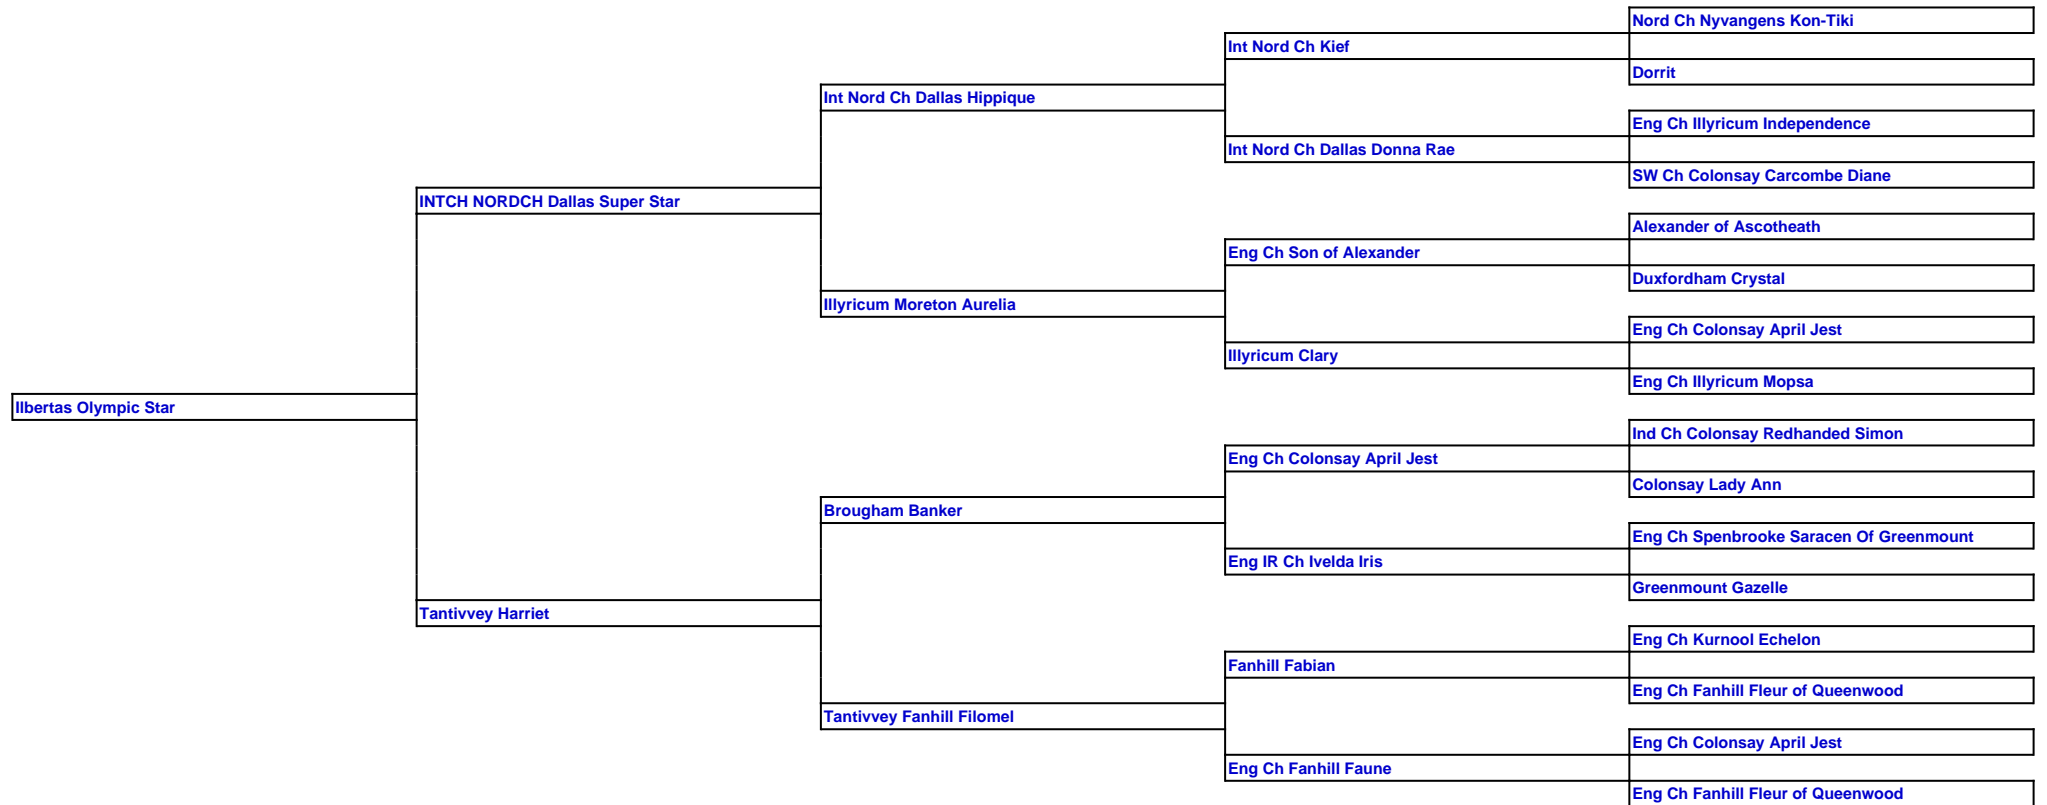 Nord Ch Nyvangens Kon-Tiki
Int Nord Ch Kief
Dorrit
Int Nord Ch Dallas Hippique
Eng Ch Illyricum Independence
Int Nord Ch Dallas Donna Rae
SW Ch Colonsay Carcombe Diane
INTCH NORDCH Dallas Super Star
Alexander of Ascotheath
Eng Ch Son of Alexander
Duxfordham Crystal
Illyricum Moreton Aurelia
Eng Ch Colonsay April Jest
Illyricum Clary
Eng Ch Illyricum Mopsa
Ilbertas Olympic Star
Ind Ch Colonsay Redhanded Simon
Eng Ch Colonsay April Jest
Colonsay Lady Ann
Brougham Banker
Eng Ch Spenbrooke Saracen Of Greenmount
Eng IR Ch Ivelda Iris
Greenmount Gazelle
Tantivvey Harriet
Eng Ch Kurnool Echelon
Fanhill Fabian
Eng Ch Fanhill Fleur of Queenwood
Tantivvey Fanhill Filomel
Eng Ch Colonsay April Jest
Eng Ch Fanhill Faune
Eng Ch Fanhill Fleur of Queenwood